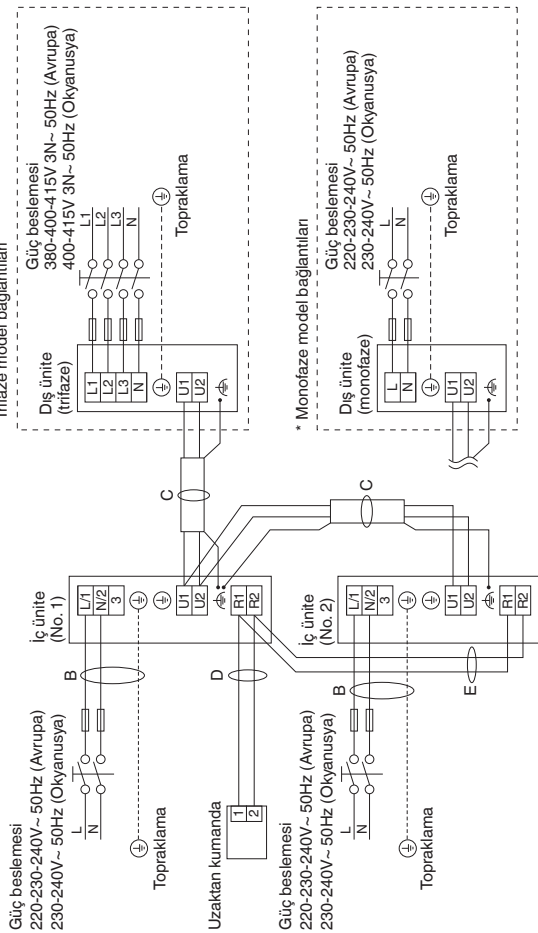 Güç beslemesi
220-230-240V~ 50Hz (Avrupa)
230-240V~ 50Hz (Okyanusya)
L
N
Topraklama
B
İç ünite
(No. 1)
L/1
N/2
3
U1
U2
R1
R2
Uzaktan kumanda
1
2
D
Güç beslemesi
220-230-240V~ 50Hz (Avrupa)
230-240V~ 50Hz (Okyanusya)
L
N
Topraklama
B
E
İç ünite
(No. 2)
L/1
N/2
3
U1
U2
R1
R2
C
C
Trifaze model bağlantıları
Dış ünite
(trifaze)
L1
L2
L3
N
U1
U2
Güç beslemesi
380-400-415V 3N~ 50Hz (Avrupa)
400-415V 3N~ 50Hz (Okyanusya)
L1
L2
L3
N
Topraklama
* Monofaze model bağlantıları
Dış ünite
(monofaze)
L
N
U1
U2
Güç beslemesi
220-230-240V~ 50Hz (Avrupa)
230-240V~ 50Hz (Okyanusya)
L
N
Topraklama